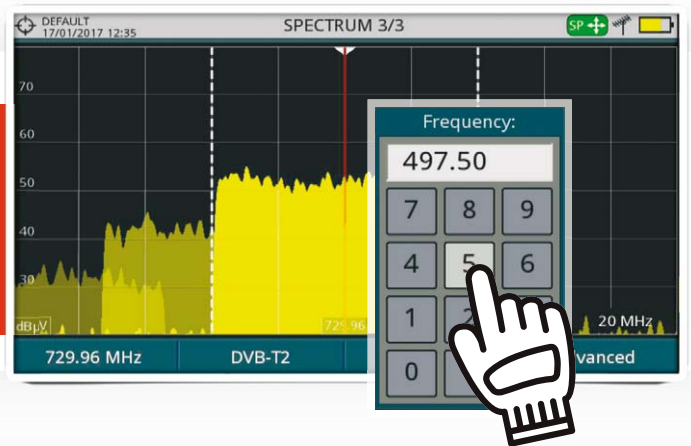 DEFAULT
17/01/2017 12:35
SPECTRUM 3/3
SP
70
60
50
40
30
dBµV
20 MHz
729.96 MHz
DVB-T2
Frequency:
497.50
7 8 9
4 5 6
1 2
0